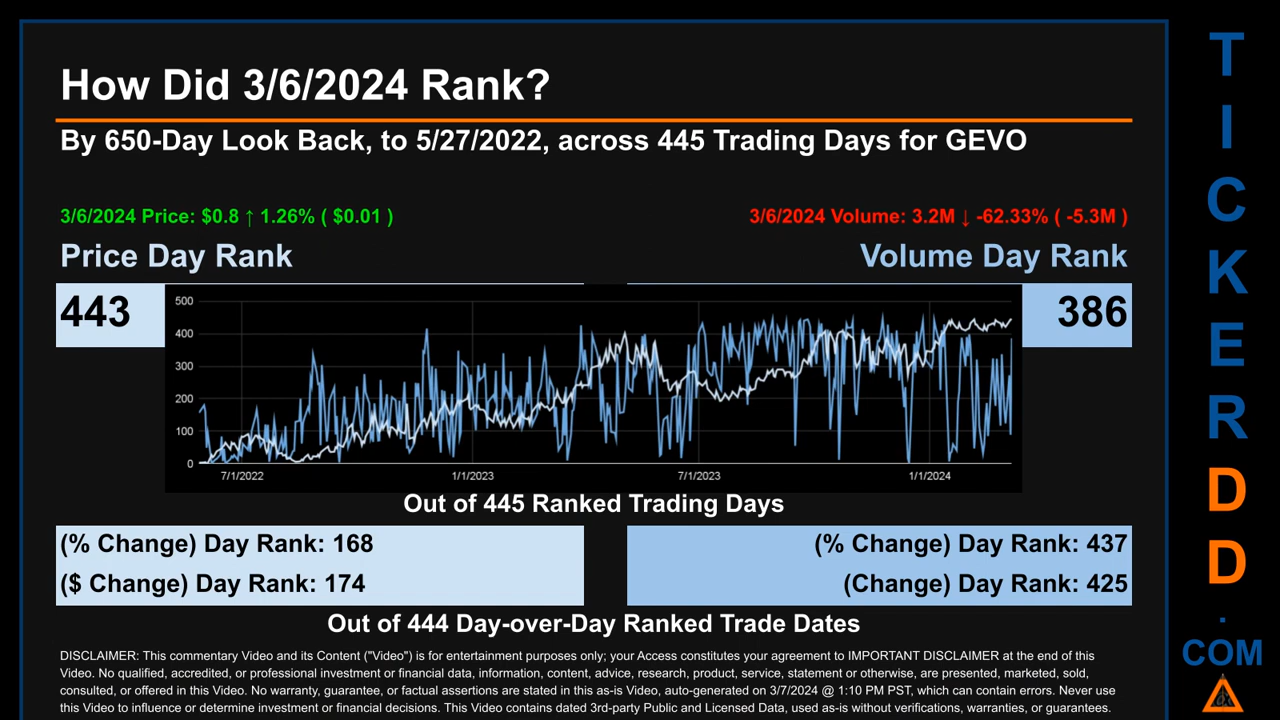 How Did 3/6/2024 Rank?
By 650-Day Look Back, to 5/27/2022, across 445 Trading Days for GEVO
3/6/2024 Price: $0.8 ↑ 1.26% ( $0.01 )
3/6/2024 Volume: 3.2M ↓ -62.33% ( -5.3M )
Price Day Rank
Volume Day Rank
443
386
500
400
300
200
100
0
7/1/2022
1/1/2023
7/1/2023
1/1/2024
Out of 445 Ranked Trading Days
(% Change) Day Rank: 168
($ Change) Day Rank: 174
(% Change) Day Rank: 437
(Change) Day Rank: 425
Out of 444 Day-over-Day Ranked Trade Dates
DISCLAIMER: This commentary Video and its Content ("Video") is for entertainment purposes only; your Access constitutes your agreement to IMPORTANT DISCLAIMER at the end of this
Video. No qualified, accredited, or professional investment or financial data, information, content, advice, research, product, service, statement or otherwise, are presented, marketed, sold,
consulted, or offered in this Video. No warranty, guarantee, or factual assertions are stated in this as-is Video, auto-generated on 3/7/2024 @ 1:10 PM PST, which can contain errors. Never use
this Video to influence or determine investment or financial decisions. This Video contains dated 3rd-party Public and Licensed Data, used as-is without verifications, warranties, or guarantees.
T
I
C
K
E
R
D
D
.
COM